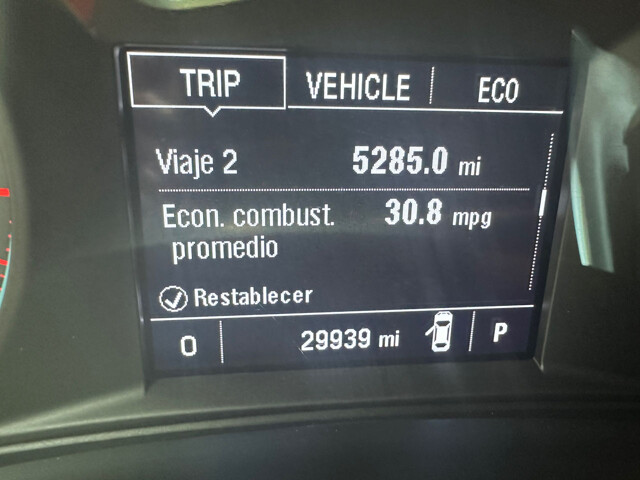 TRIP VEHICLE ECO
Viaje 2 5285.0 mi
Econ. combust. 30.8 mpg
promedio
Restablecer
0 29939 mi P